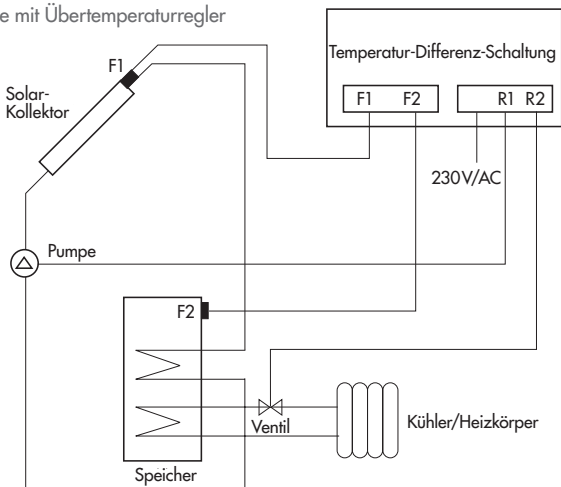 e mit Übertemperaturregler
Temperatur-Differenz-Schaltung
F1
Solar-
Kollektor
F1 F2
R1 R2
230V/AC
Pumpe
F2
Ventil
Kühler/Heizkörper
Speicher